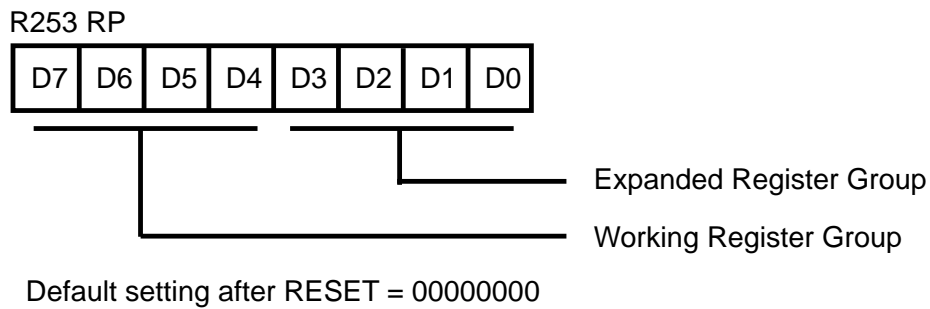 R253 RP
D7 D6 D5 D4 D3 D2 D1 D0
Expanded Register Group
Working Register Group
Default setting after RESET = 00000000